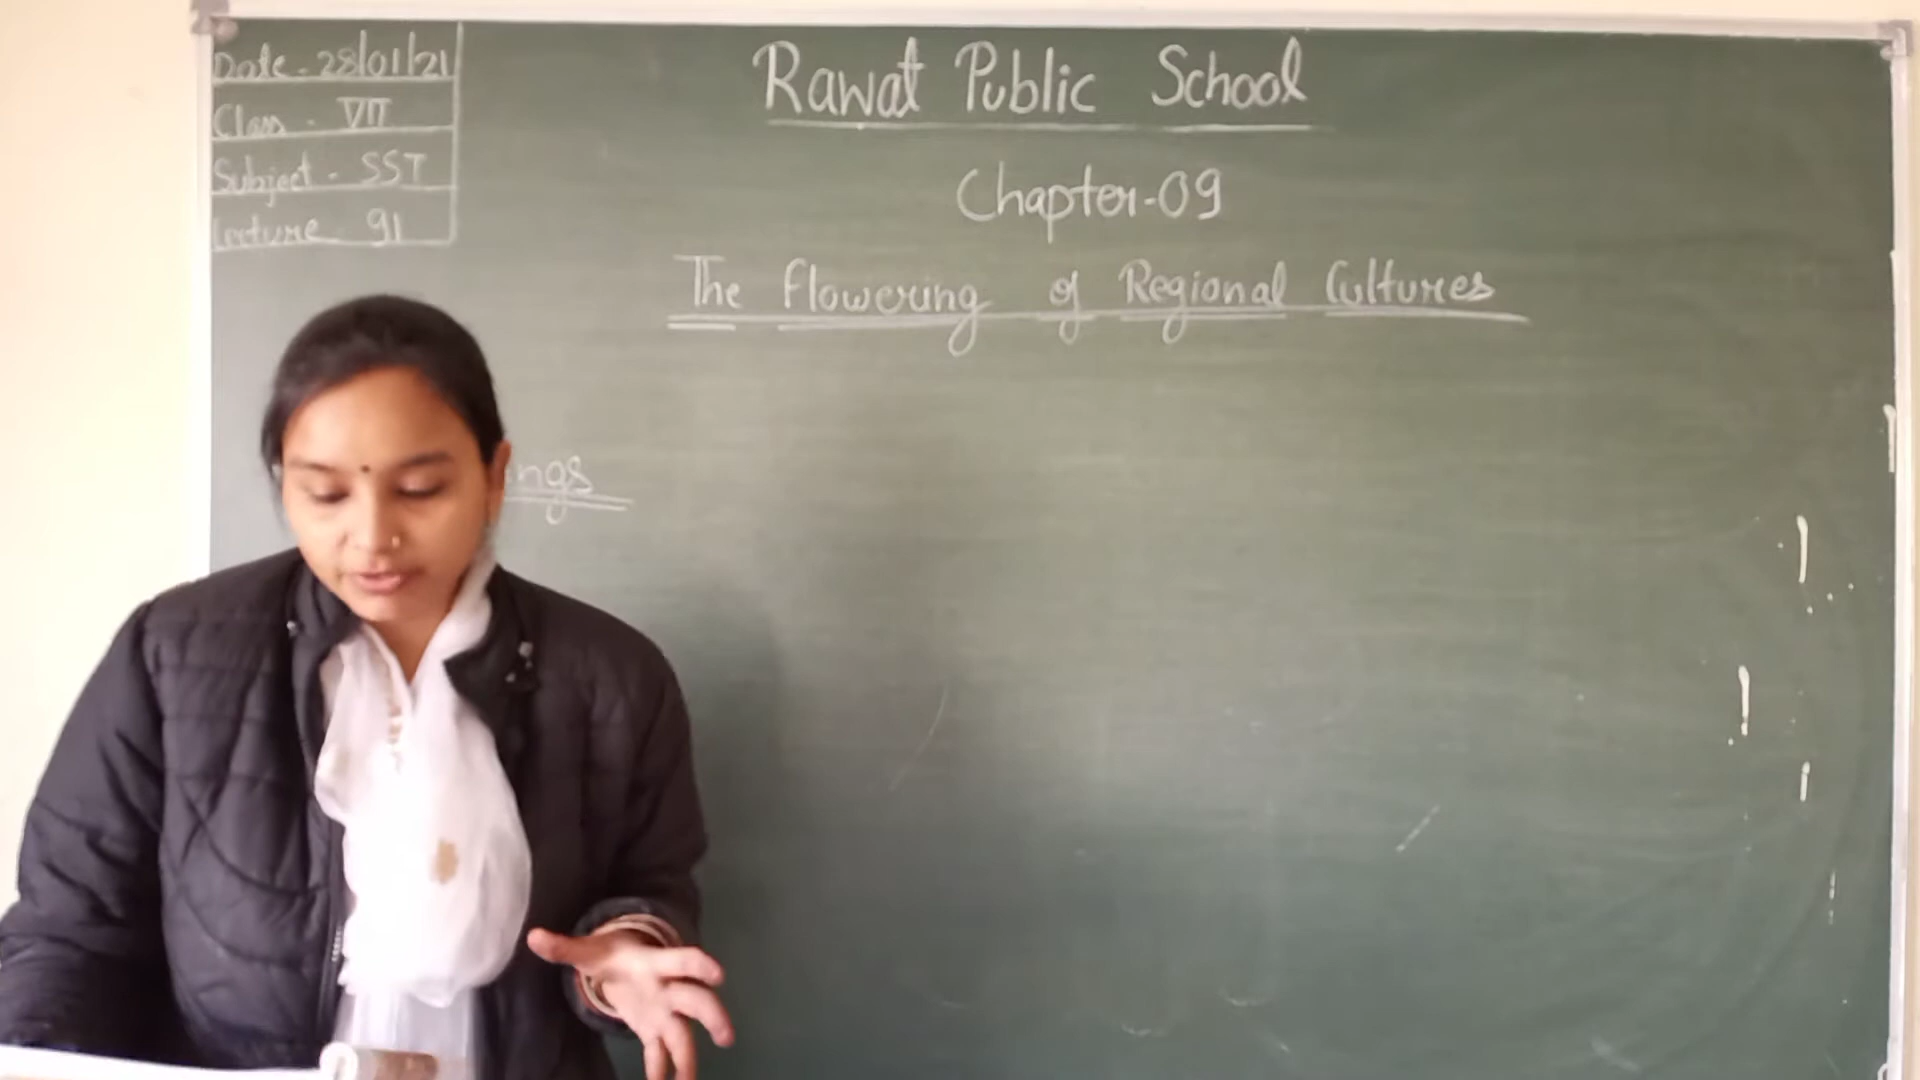 Date - 28/01/21
Class - VII
Subject - SST
Lecture 91
Rawat Public School
Chapter-09
The Flowering of Regional Cultures
ngs